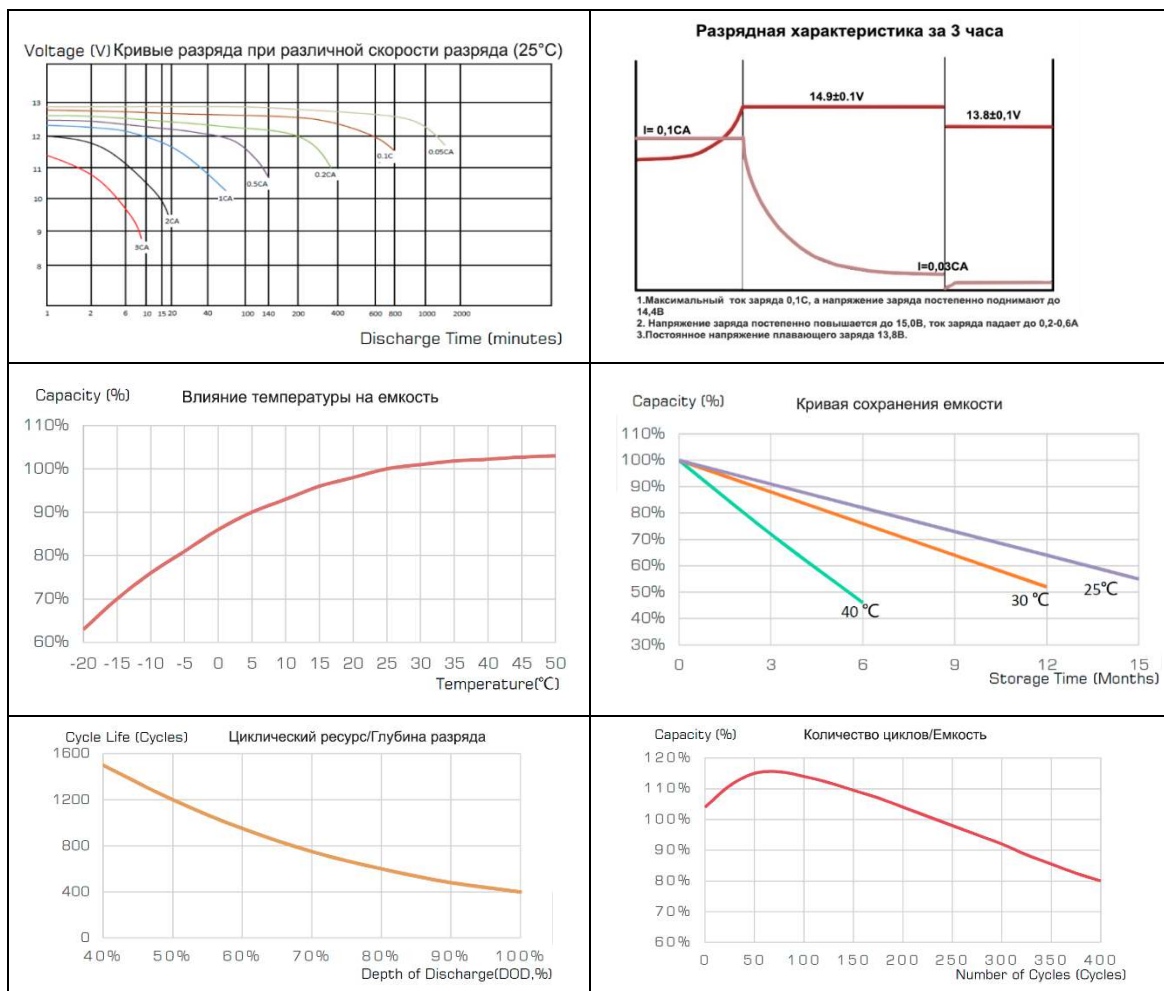 Voltage (V) Кривые разряда при различной скорости разряда (25°C)
13
12
11
10
9
8
3CA
2CA
1CA
0.5CA
0.2CA
0.1C
0.05CA
1 2 6 10 15 20 40 100 140 200 400 600 800 1000 2000
Discharge Time (minutes)
Разрядная характеристика за 3 часа
14.9±0.1V
13.8±0,1V
I= 0,1CA
I=0,03CA
1.Максимальный ток заряда 0,1С, а напряжение заряда постепенно поднимают до
14,4В
2. Напряжение заряда постепенно повышается до 15,0В, ток заряда падает до 0,2-0,6А
3.Постоянное напряжение плавающего заряда 13,8В.
Capacity (%) Влияние температуры на емкость
110%
100%
90%
80%
70%
60%
-20 -15 -10 -5 0 5 10 15 20 25 30 35 40 45 50
Temperature(℃)
Capacity (%) Кривая сохранения емкости
110%
100%
90%
80%
70%
60%
50%
40%
30%
40 ℃
30 ℃
25℃
0 3 6 9 12 15
Storage Time (Months)
Cycle Life (Cycles) Циклический ресурс/Глубина разряда
1600
1200
800
400
0
40% 50% 60% 70% 80% 90% 100%
Depth of Discharge(DOD,%)
Capacity (%) Количество циклов/Емкость
120%
110%
100%
90%
80%
70%
60%
0 50 100 150 200 250 300 350 400
Number of Cycles (Cycles)